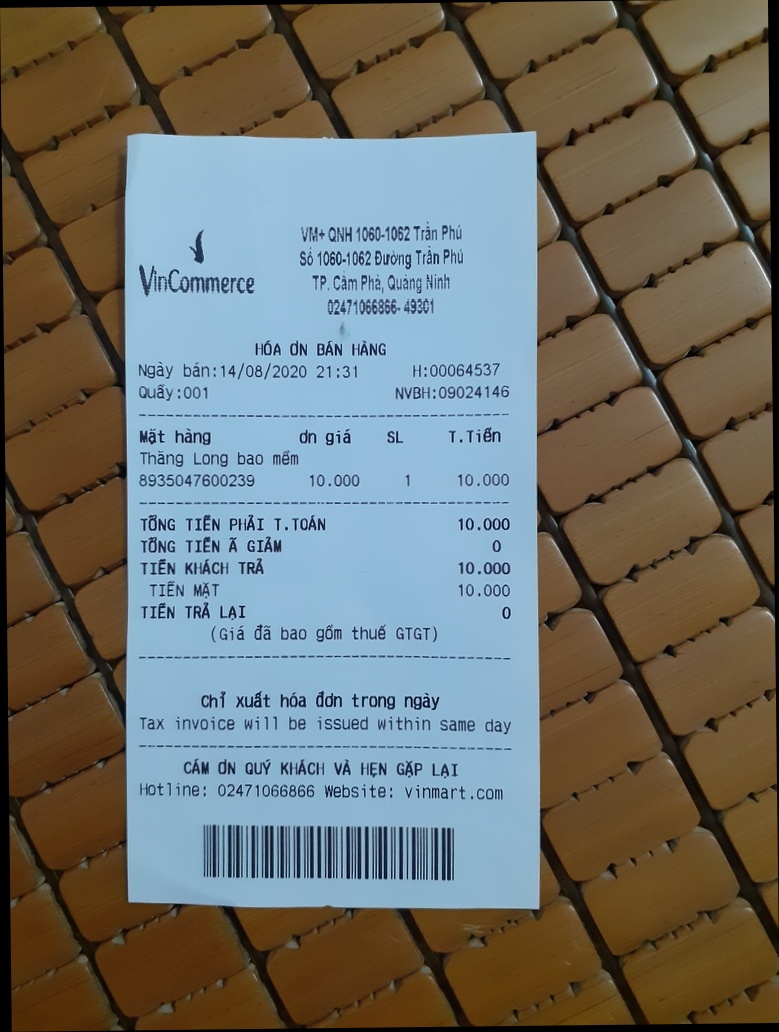 VinCommerce
VM+ QNH 1060-1062 Trần Phú
Số 1060-1062 Đường Trần Phú
TP. Cẩm Phả, Quảng Ninh
02471066866- 49301
HÓA ƠN BÁN HÀNG
Ngày bán:14/08/2020 21:31 H:00064537
Quầy:001 NVBH:09024146
Mặt hàng ơn giá SL T.Tiền
Thăng Long bao mềm
8935047600239 10.000 1 10.000
TỔNG TIỀN PHẢI T.TOÁN 10.000
TỔNG TIỀN Ã GIẢM 0
TIỀN KHÁCH TRẢ 10.000
TIỀN MẶT 10.000
TIỀN TRẢ LẠI 0
(Giá đã bao gồm thuế GTGT)
Chỉ xuất hóa đơn trong ngày
Tax invoice will be issued within same day
CÁM ƠN QUÝ KHÁCH VÀ HẸN GẶP LẠI
Hotline: 02471066866 Website: vinmart.com